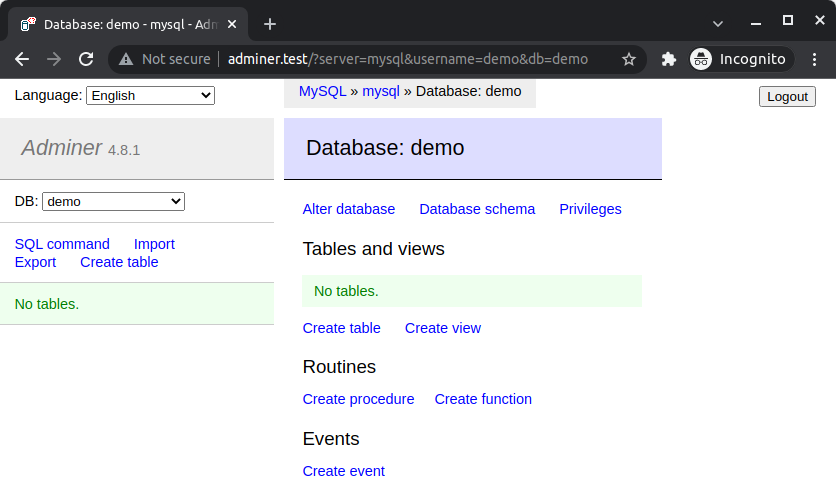 Database: demo - mysql - Adm
Not secure adminer.test/?server=mysql&username=demo&db=demo Incognito
Language: English
MySQL » mysql » Database: demo
Logout
Adminer 4.8.1
DB: demo
SQL command Import
Export Create table
No tables.
Database: demo
Alter database Database schema Privileges
Tables and views
No tables.
Create table Create view
Routines
Create procedure Create function
Events
Create event